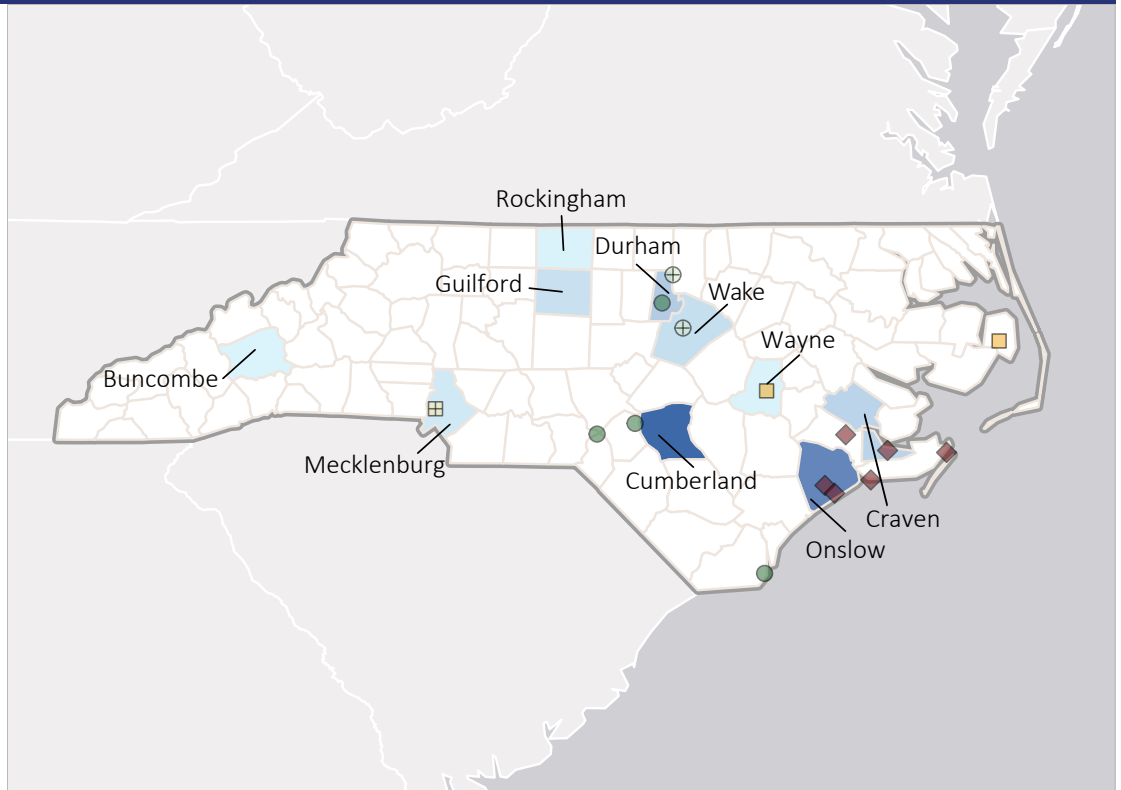 Rockingham
Durham
Guilford
Wake
Wayne
Buncombe
Mecklenburg
Cumberland
Craven
Onslow